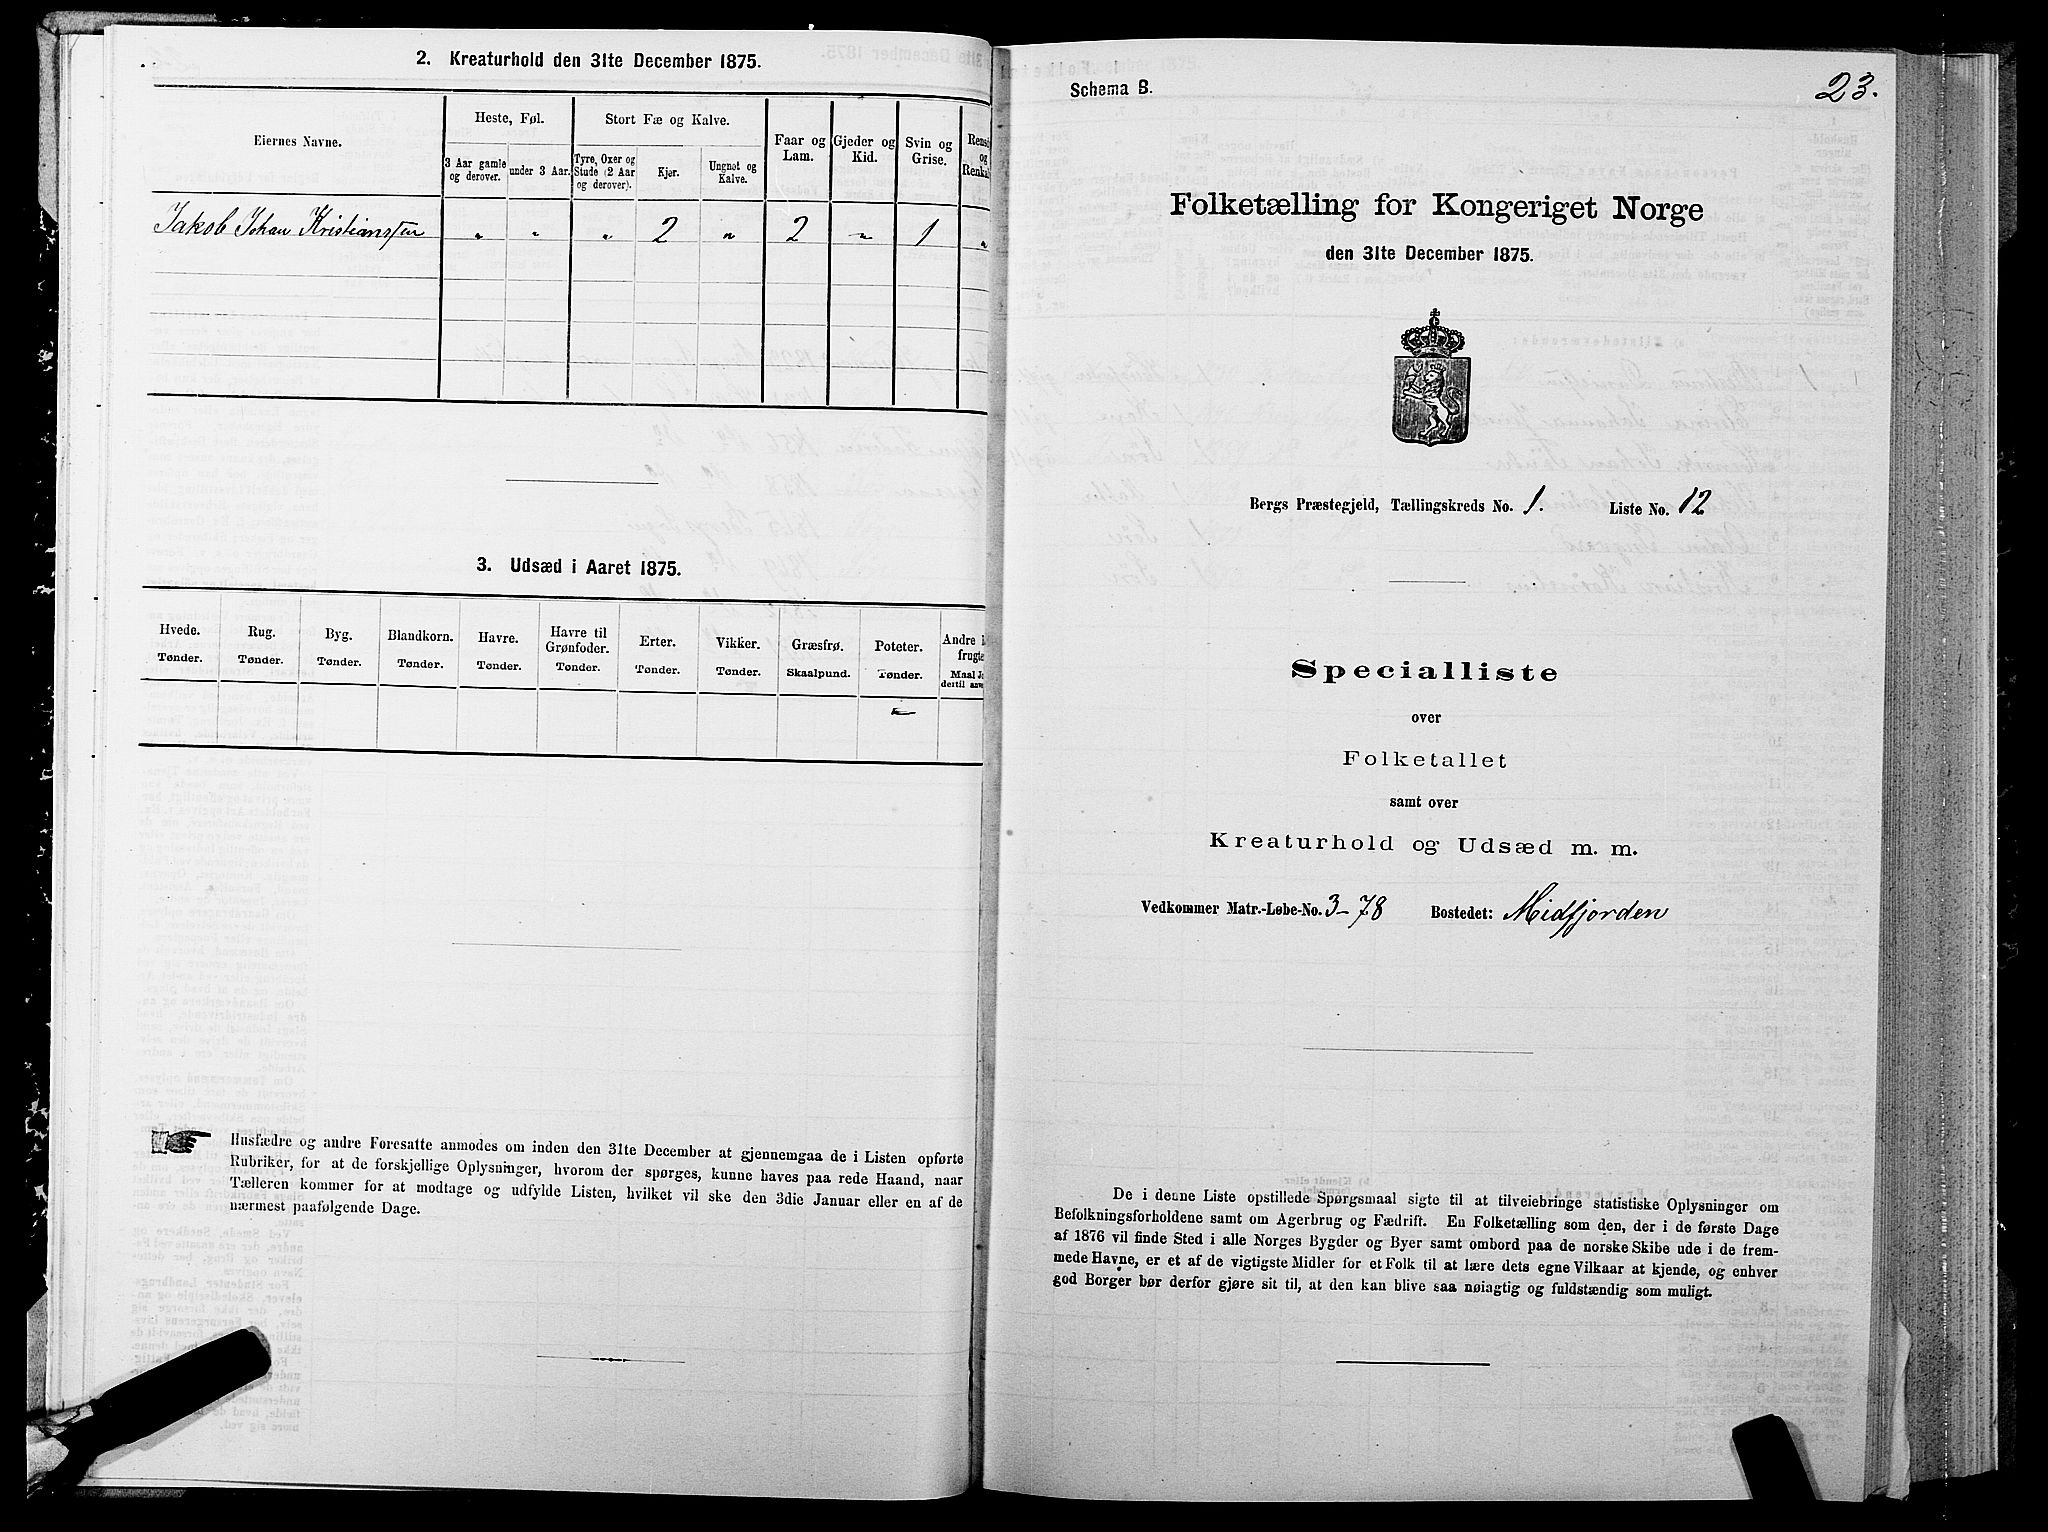 2. Kreaturhold den 31te December 1875.
Eiernes Navne.
Heste, Føl.
Stort Fæ og Kalve.
Faar og
Lam.
Gjeder og
Kid.
Svin og
Grise.
og
3 Aar gamle
og derover.
under 3 Aar.
Tyre, Oxer og
Stude (2 Aar
og derover).
Kjør.
Ungnøt og
Kalve.
Jakob Johan Kristianssen „ „ „ 2 „ 2 „ 1 „
3. Udsæd i Aaret 1875.
Hvede.
Tønder.
Rug.
Tønder.
Byg.
Tønder.
Blandkorn.
Tønder.
Havre.
Tønder.
Havre til
Grønfoder.
Tønder.
Erter.
Tønder.
Vikker.
Tønder.
Græsfrø.
Skaalpund.
Poteter.
Tønder.
Andre
Maal
dertil
Husfædre og andre Foresatte anmodes om inden den 31te December at gjennemgaa de i Listen opførte
Rubriker, for at de forskjellige Oplysninger, hvorom der spørges, kunne haves paa rede Haand, naar
Tælleren kommer for at modtage og udfylde Listen, hvilket vil ske den 3die Januar eller en af de
nærmest paafølgende Dage.
Schema B.
23.
Folketælling for Kongeriget Norge
den 31te December 1875.
Bergs Præstegjeld, Tællingskreds No. 1. Liste No. 12
Specialliste
over
Folketallet
samt over
Kreaturhold og Udsæd m. m.
Vedkommer Matr.-Løbe-No. 3-78 Bostedet: Midfjorden
De i denne Liste opstillede Spørgsmaal sigte til at tilveiebringe statistiske Oplysninger om
Befolkningsforholdene samt om Agerbrug og Fædrift. En Folketælling som den, der i de første Dage
af 1876 vil finde Sted i alle Norges Bygder og Byer samt ombord paa de norske Skibe ude i de frem-
mede Havne, er et af de vigtigste Midler for et Folk til at lære dets egne Vilkaar at kjende, og enhver
god Borger bør derfor gjøre sit til, at den kan blive saa nøiagtig og fuldstændig som muligt.